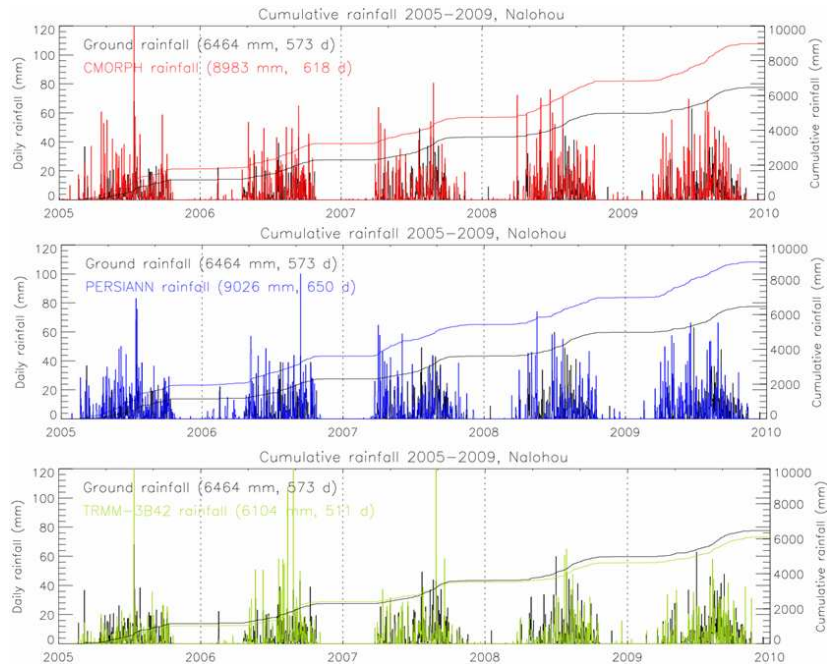 Cumulative rainfall 2005-2009, Nalohou
Ground rainfall (6464 mm, 573 d)
CMORPH rainfall (8983 mm, 618 d)
Daily rainfall (mm)
120
100
80
60
40
20
0
Cumulative rainfall (mm)
10000
8000
6000
4000
2000
0
2005 2006 2007 2008 2009 2010
Cumulative rainfall 2005-2009, Nalohou
Ground rainfall (6464 mm, 573 d)
PERSIANN rainfall (9026 mm, 650 d)
Daily rainfall (mm)
120
100
80
60
40
20
0
Cumulative rainfall (mm)
10000
8000
6000
4000
2000
0
2005 2006 2007 2008 2009 2010
Cumulative rainfall 2005-2009, Nalohou
Ground rainfall (6464 mm, 573 d)
TRMM-3B42 rainfall (6104 mm, 511 d)
Daily rainfall (mm)
120
100
80
60
40
20
0
Cumulative rainfall (mm)
10000
8000
6000
4000
2000
0
2005 2006 2007 2008 2009 2010